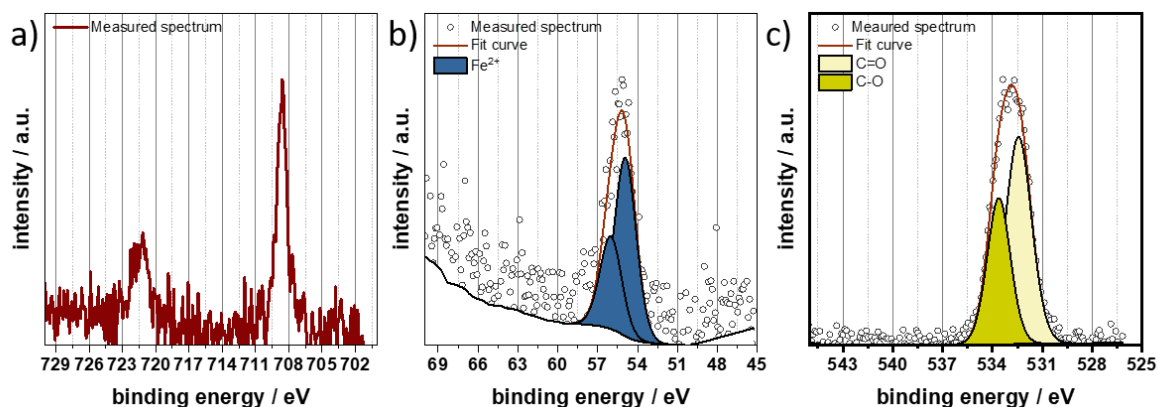 a)
Measured spectrum
intensity / a.u.
729 726 723 720 717 714 711 708 705 702
binding energy / eV
b)
Measured spectrum
Fit curve
Fe²⁺
intensity / a.u.
69 66 63 60 57 54 51 48 45
binding energy / eV
c)
Meaured spectrum
Fit curve
C=O
C-O
intensity / a.u.
543 540 537 534 531 528 525
binding energy / eV